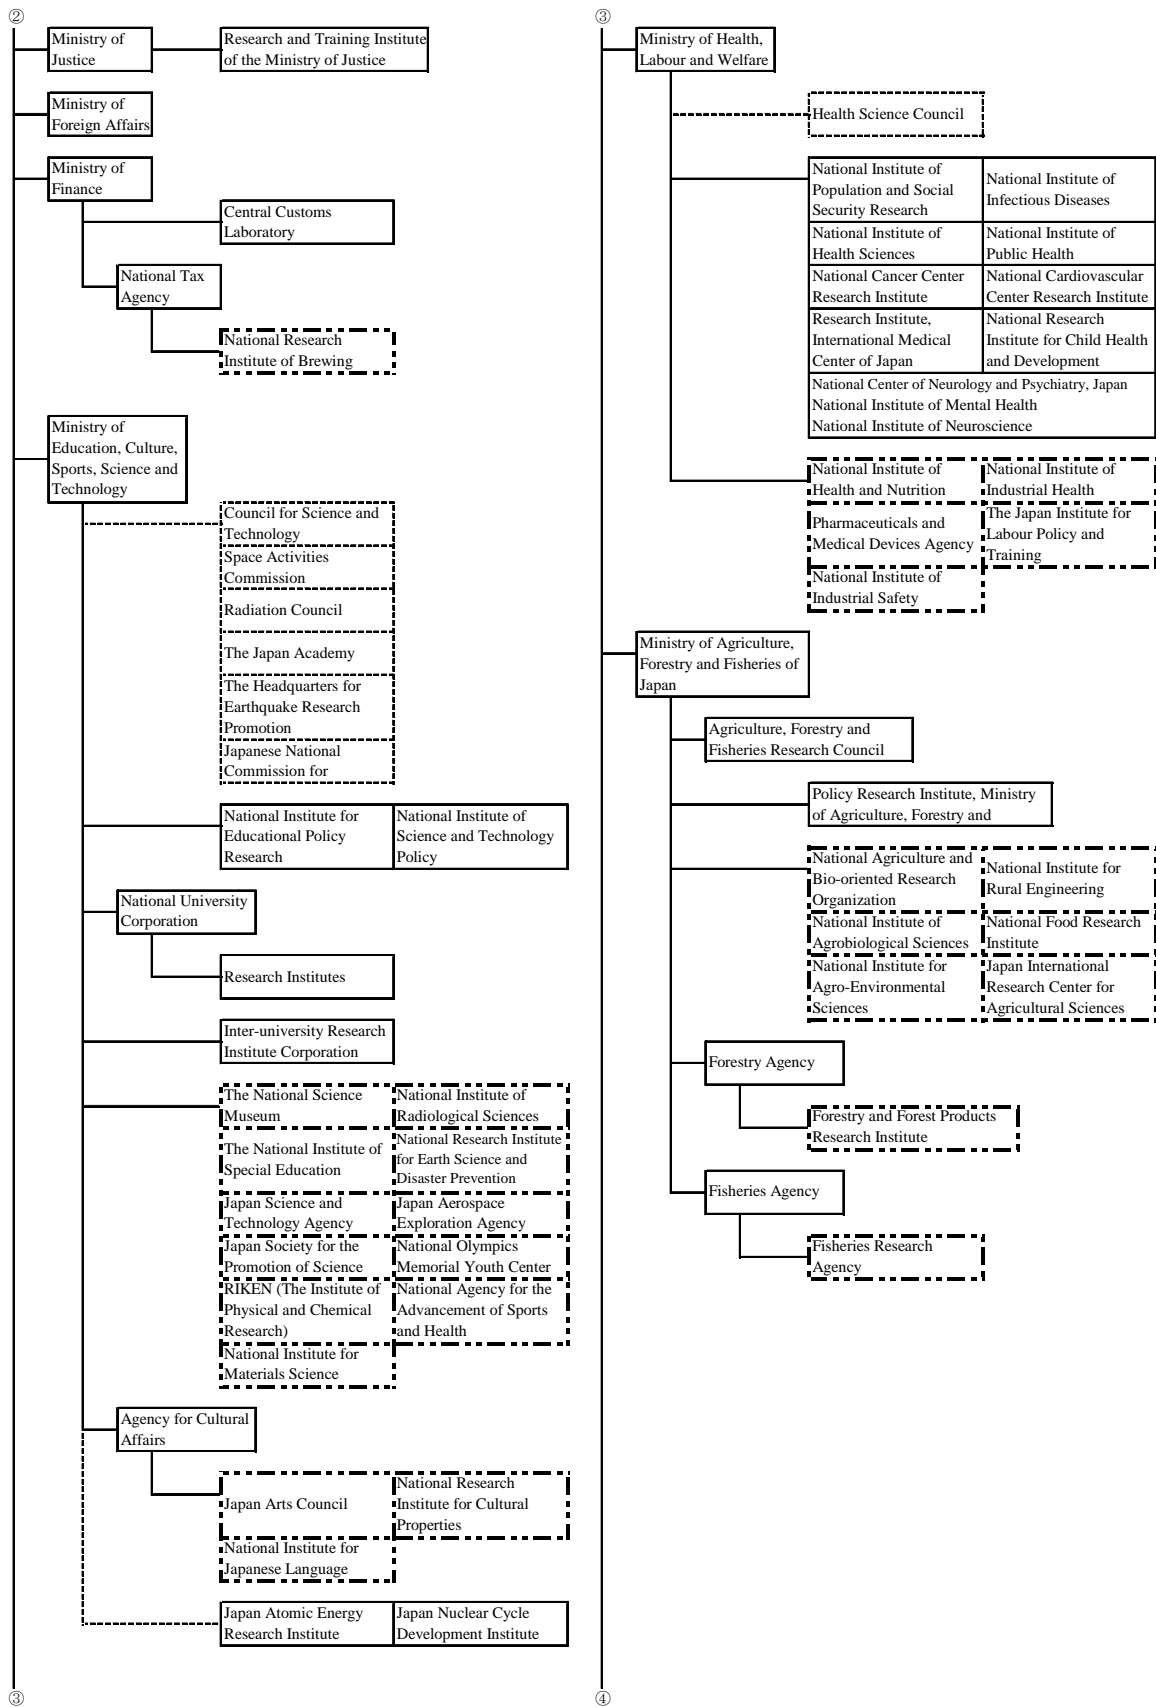 ②
Ministry of
Justice
Research and Training Institute
of the Ministry of Justice
Ministry of
Foreign Affairs
Ministry of
Finance
Central Customs
Laboratory
National Tax
Agency
National Research
Institute of Brewing
Ministry of
Education, Culture,
Sports, Science and
Technology
Council for Science and
Technology
Space Activities
Commission
Radiation Council
The Japan Academy
The Headquarters for
Earthquake Research
Promotion
Japanese National
Commission for
National Institute for
Educational Policy
Research
National Institute of
Science and Technology
Policy
National University
Corporation
Research Institutes
Inter-university Research
Institute Corporation
The National Science
Museum
National Institute of
Radiological Sciences
The National Institute of
Special Education
National Research Institute
for Earth Science and
Disaster Prevention
Japan Science and
Technology Agency
Japan Aerospace
Exploration Agency
Japan Society for the
Promotion of Science
National Olympics
Memorial Youth Center
RIKEN (The Institute of
Physical and Chemical
Research)
National Agency for the
Advancement of Sports
and Health
National Institute for
Materials Science
Agency for Cultural
Affairs
Japan Arts Council
National Research
Institute for Cultural
Properties
National Institute for
Japanese Language
Japan Atomic Energy
Research Institute
Japan Nuclear Cycle
Development Institute
③
③
Ministry of Health,
Labour and Welfare
Health Science Council
National Institute of
Population and Social
Security Research
National Institute of
Infectious Diseases
National Institute of
Health Sciences
National Institute of
Public Health
National Cancer Center
Research Institute
National Cardiovascular
Center Research Institute
Research Institute,
International Medical
Center of Japan
National Research
Institute for Child Health
and Development
National Center of Neurology and Psychiatry, Japan
National Institute of Mental Health
National Institute of Neuroscience
National Institute of
Health and Nutrition
National Institute of
Industrial Health
Pharmaceuticals and
Medical Devices Agency
The Japan Institute for
Labour Policy and
Training
National Institute of
Industrial Safety
Ministry of Agriculture,
Forestry and Fisheries of
Japan
Agriculture, Forestry and
Fisheries Research Council
Policy Research Institute, Ministry
of Agriculture, Forestry and
National Agriculture and
Bio-oriented Research
Organization
National Institute for
Rural Engineering
National Institute of
Agrobiological Sciences
National Food Research
Institute
National Institute for
Agro-Environmental
Sciences
Japan International
Research Center for
Agricultural Sciences
Forestry Agency
Forestry and Forest Products
Research Institute
Fisheries Agency
Fisheries Research
Agency
④